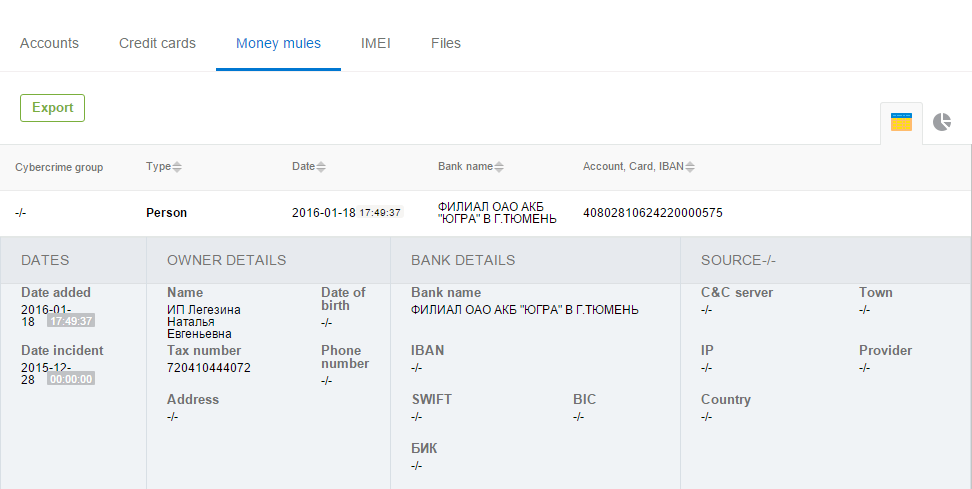 Accounts Credit cards Money mules IMEI Files
Export
Cybercrime group Type Date Bank name Account, Card, IBAN
-/- Person 2016-01-18 17:49:37 ФИЛИАЛ ОАО АКБ
"ЮГРА" В Г.ТЮМЕНЬ 40802810624220000575
DATES
Date added
2016-01-
18 17:49:37
Date incident
2015-12-
28 00:00:00
OWNER DETAILS
Name
ИП Легезина
Наталья
Евгеньевна
Date of
birth
-/-
Tax number
720410444072
Phone
number
-/-
Address
-/-
BANK DETAILS
Bank name
ФИЛИАЛ ОАО АКБ "ЮГРА" В Г.ТЮМЕНЬ
IBAN
-/-
SWIFT
-/-
BIC
-/-
БИК
-/-
SOURCE-/-
C&C server
-/-
Town
-/-
IP
-/-
Provider
-/-
Country
-/-